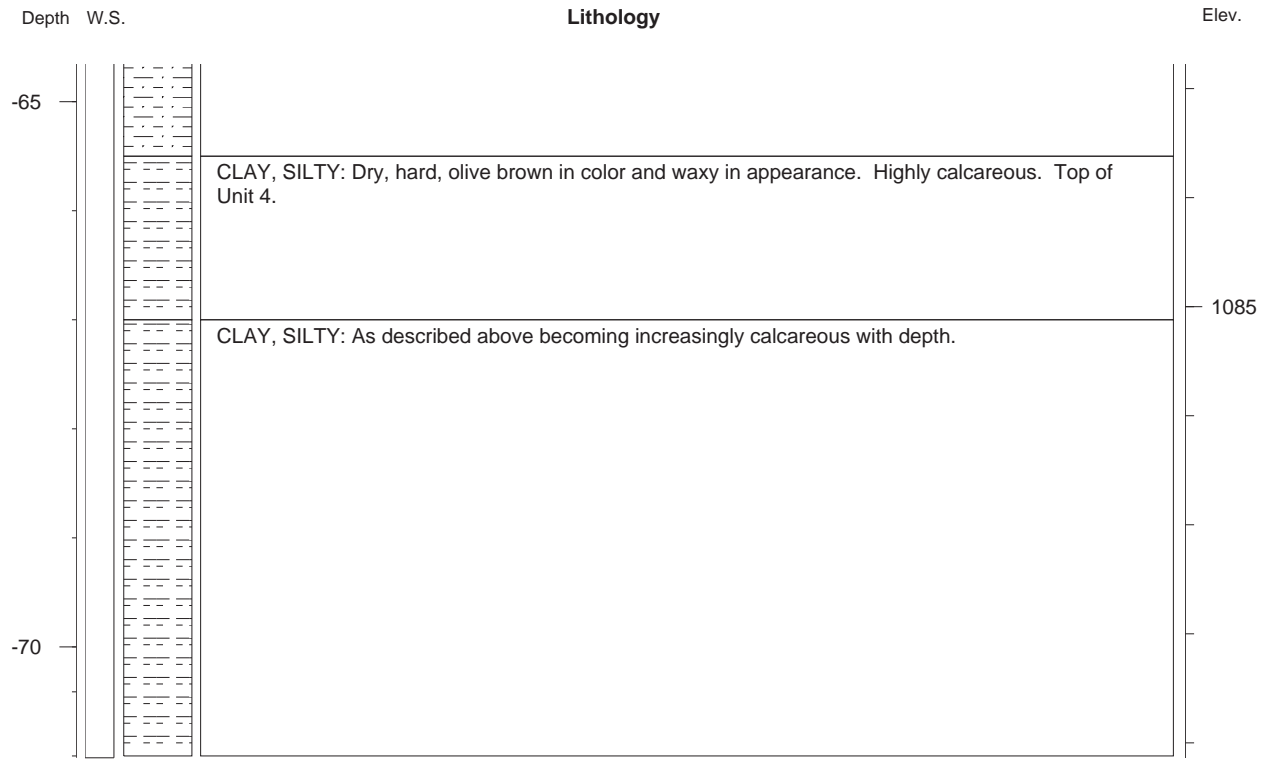 Depth W.S. Lithology Elev.
-65
CLAY, SILTY: Dry, hard, olive brown in color and waxy in appearance. Highly calcareous. Top of
Unit 4.
1085
CLAY, SILTY: As described above becoming increasingly calcareous with depth.
-70